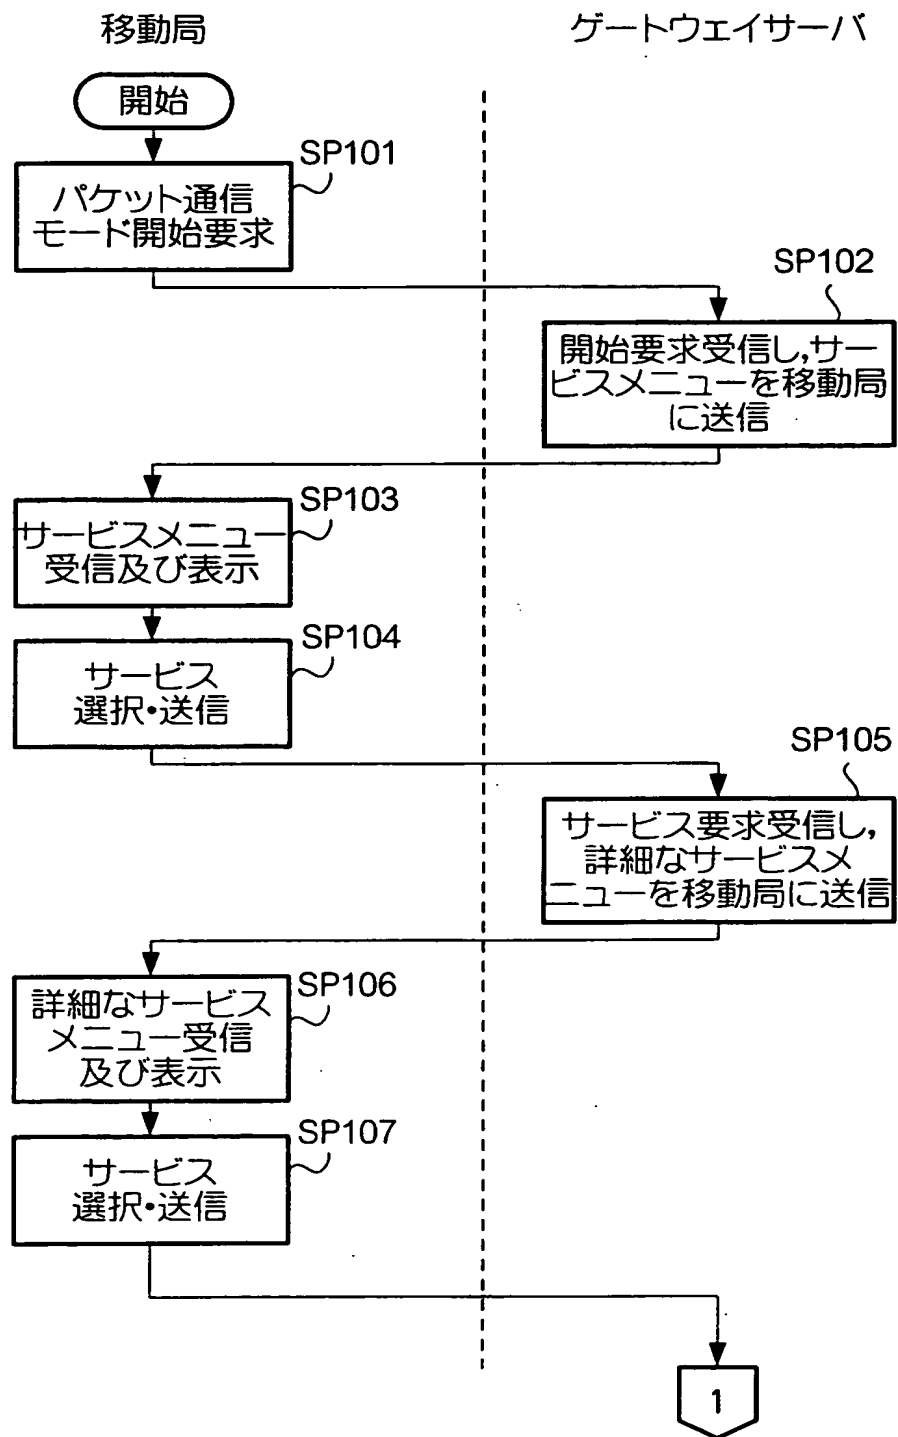 移動局
ゲートウェイサーバ
開始
SP101
パケット通信
モード開始要求
SP102
開始要求受信し,サー
ビスメニューを移動局
に送信
SP103
サービスメニュー
受信及び表示
SP104
サービス
選択・送信
SP105
サービス要求受信し,
詳細なサービスメ
ニューを移動局に送信
SP106
詳細なサービス
メニュー受信
及び表示
SP107
サービス
選択・送信
1